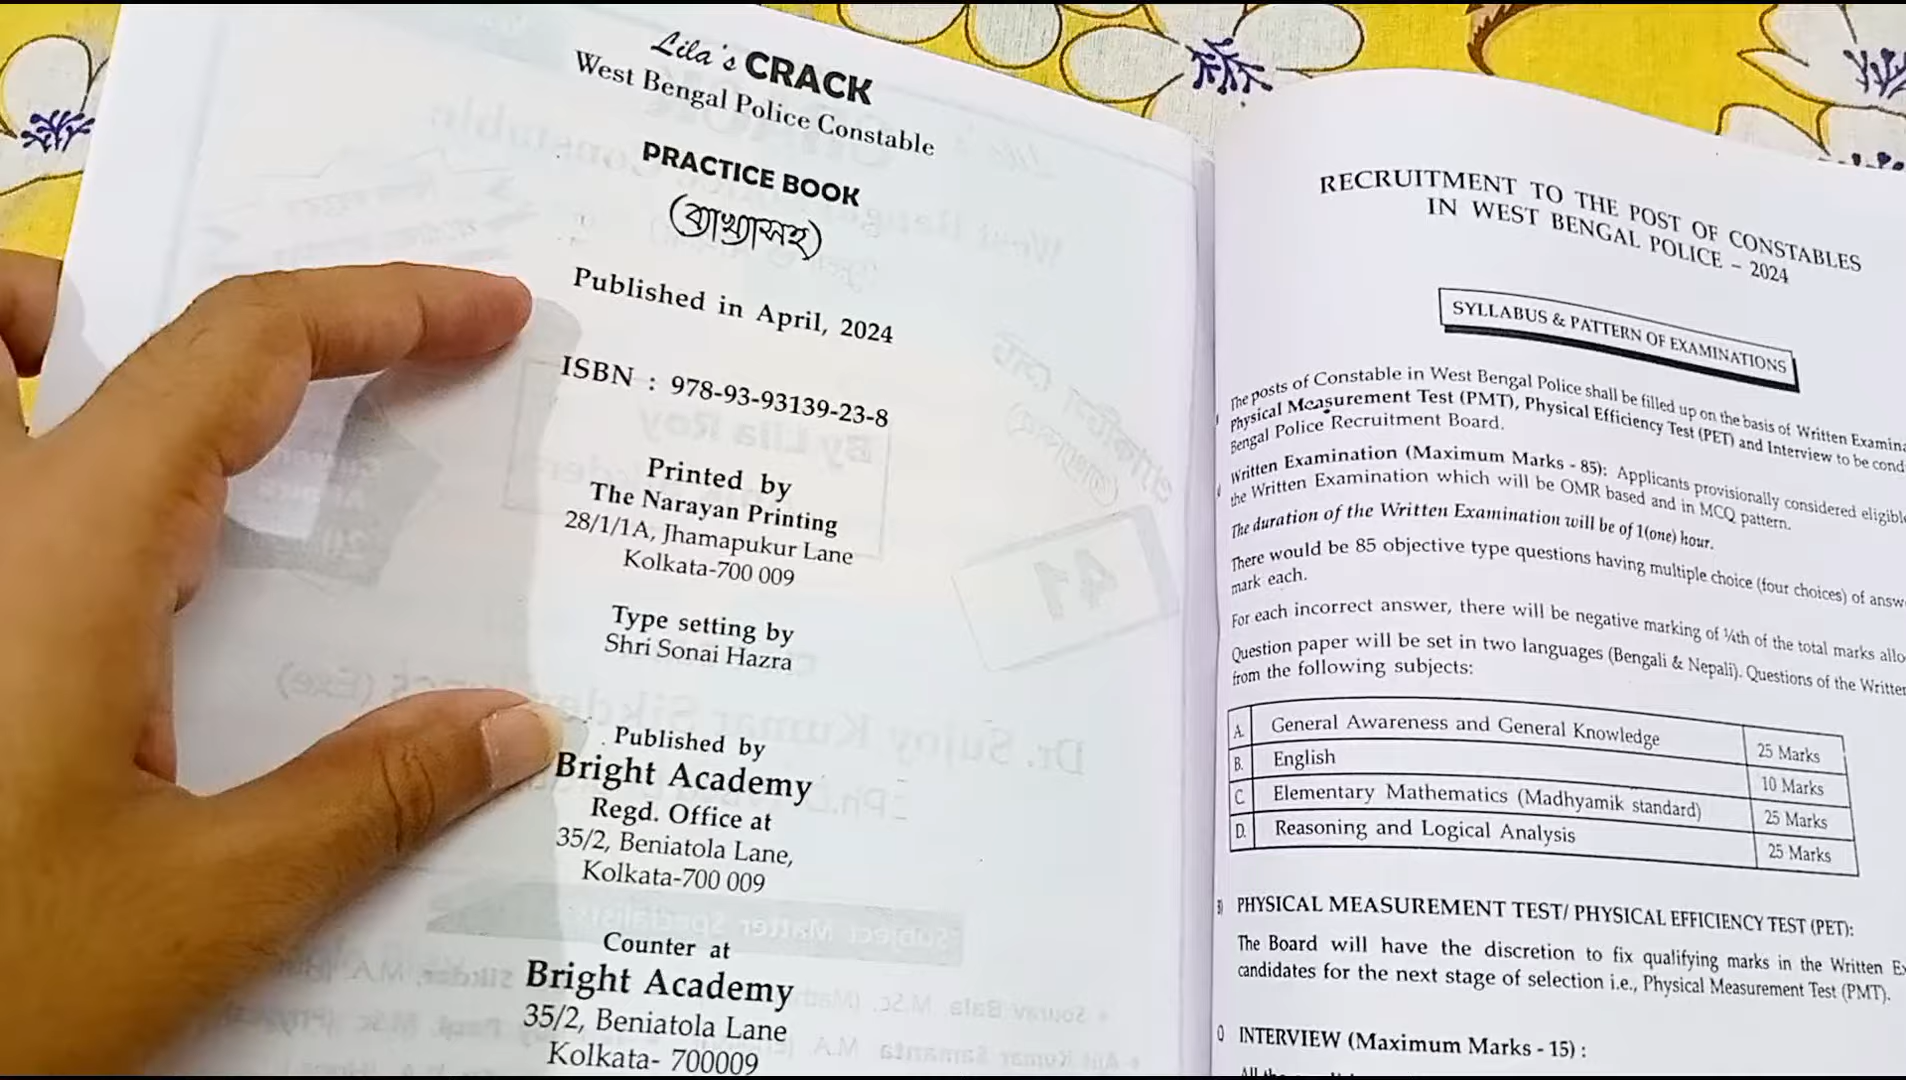 Lila's CRACK
West Bengal Police Constable
PRACTICE BOOK
(ব্যাখ্যাসহ)
Published in April, 2024
ISBN : 978-93-93139-23-8
Printed by
The Narayan Printing
28/1/1A, Jhamapukur Lane
Kolkata-700 009
Type setting by
Shri Sonai Hazra
Published by
Bright Academy
Regd. Office at
35/2, Beniatola Lane,
Kolkata-700 009
Counter at
Bright Academy
35/2, Beniatola Lane
Kolkata- 700009
RECRUITMENT TO THE POST OF CONSTABLES
IN WEST BENGAL POLICE – 2024
SYLLABUS & PATTERN OF EXAMINATIONS
The posts of Constable in West Bengal Police shall be filled up on the basis of Written
Physical Measurement Test (PMT), Physical Efficiency Test (PET) and Interview to be
Bengal Police Recruitment Board.
Written Examination (Maximum Marks - 85): Applicants provisionally considered
the Written Examination which will be OMR based and in MCQ pattern.
The duration of the Written Examination will be of 1(one) hour.
There would be 85 objective type questions having multiple choice (four choices) of
mark each.
For each incorrect answer, there will be negative marking of ¼th of the total marks
Question paper will be set in two languages (Bengali & Nepali). Questions of the
from the following subjects:
A. General Awareness and General Knowledge 25 Marks
B. English 10 Marks
C. Elementary Mathematics (Madhyamik standard) 25 Marks
D. Reasoning and Logical Analysis 25 Marks
PHYSICAL MEASUREMENT TEST/ PHYSICAL EFFICIENCY TEST (PET):
The Board will have the discretion to fix qualifying marks in the Written
candidates for the next stage of selection i.e., Physical Measurement Test (PMT).
INTERVIEW (Maximum Marks - 15) :